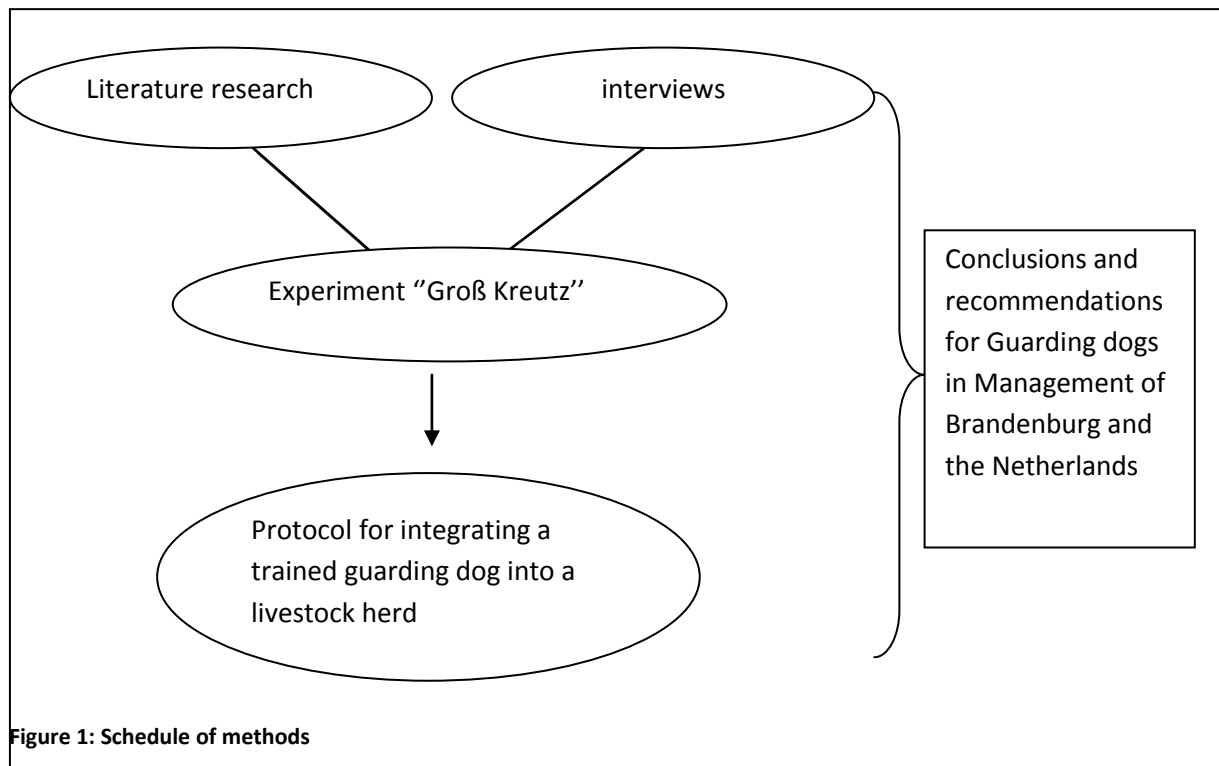 Literature research
interviews
Experiment ‘’Groß Kreutz’’
Protocol for integrating a
trained guarding dog into a
livestock herd
Conclusions and
recommendations
for Guarding dogs
in Management of
Brandenburg and
the Netherlands
Figure 1: Schedule of methods